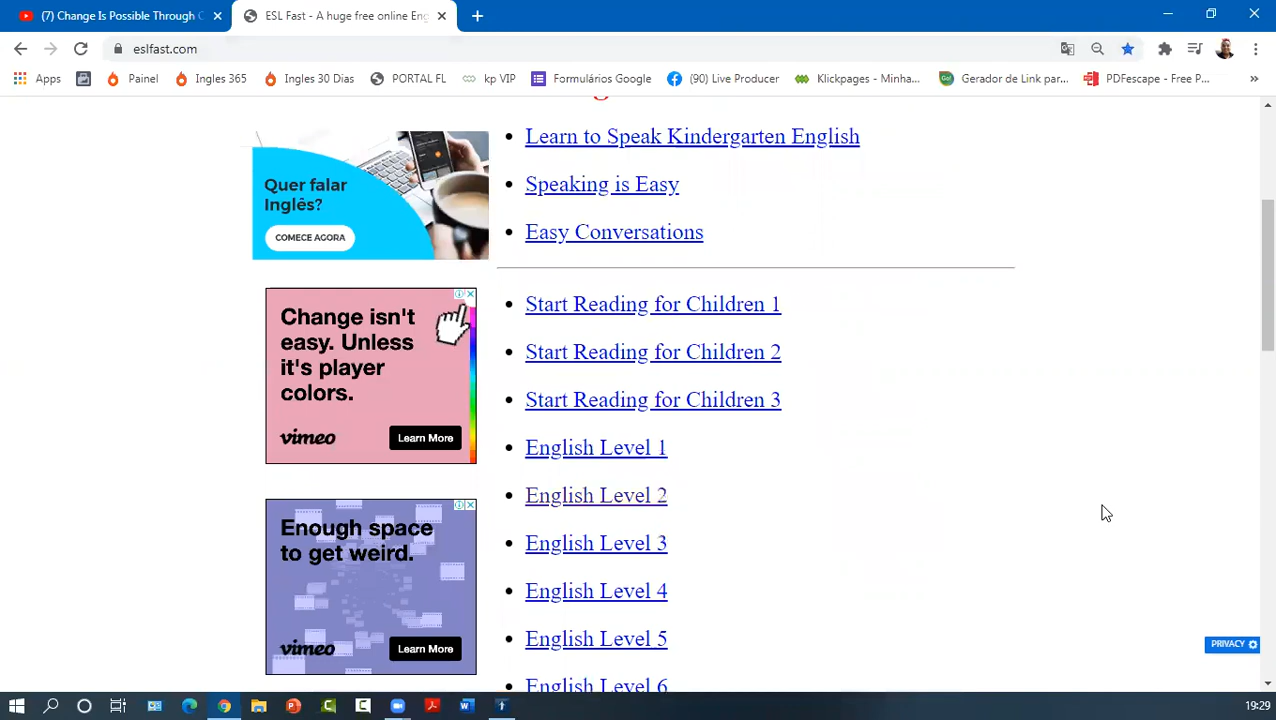 (7) Change Is Possible Through C
ESL Fast - A huge free online Eng
eslfast.com
Apps
Painel
Ingles 365
Ingles 30 Dias
PORTAL FL
kp VIP
Formulários Google
(90) Live Producer
Klickpages - Minha...
Gerador de Link par...
PDFescape - Free P...
Learn to Speak Kindergarten English
Speaking is Easy
Easy Conversations
Quer falar
Inglês?
COMECE AGORA
Start Reading for Children 1
Start Reading for Children 2
Start Reading for Children 3
English Level 1
English Level 2
English Level 3
English Level 4
English Level 5
English Level 6
Change isn't
easy. Unless
it's player
colors.
vimeo
Learn More
Enough space
to get weird.
vimeo
Learn More
PRIVACY
19:29